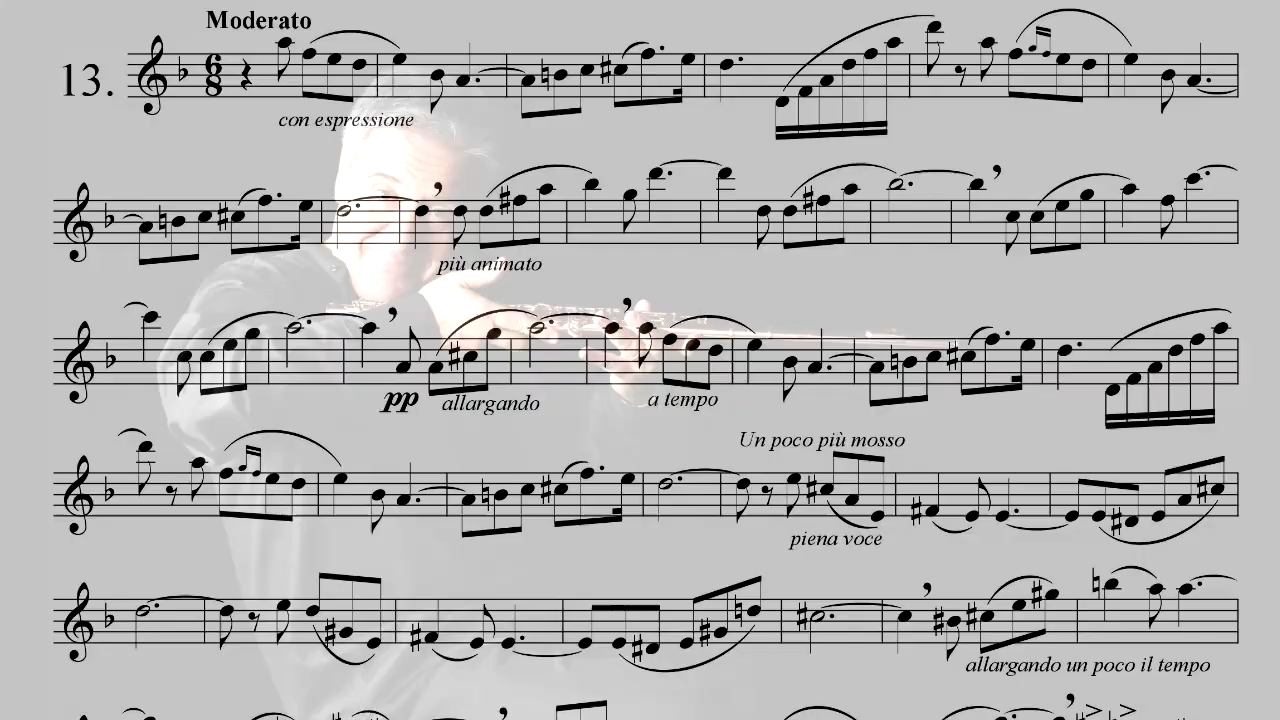 Moderato
13.
6
8
con espressione
più animato
pp
allargando
a tempo
Un poco più mosso
piena voce
allargando un poco il tempo